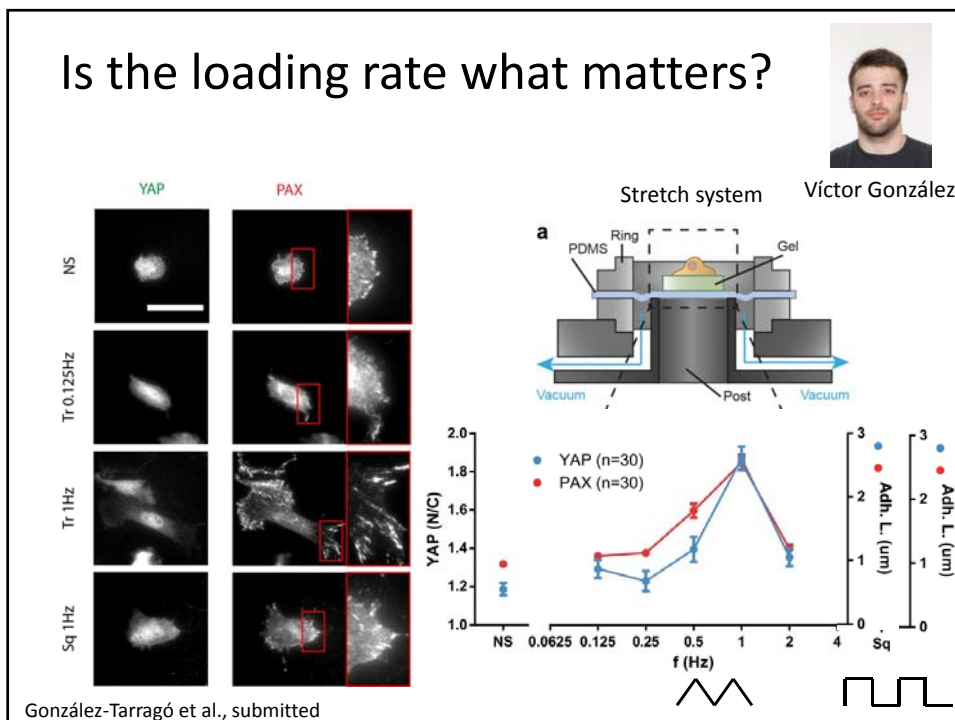 Is the loading rate what matters?
Víctor González
YAP
PAX
NS
Tr 0.125Hz
Tr 1Hz
Sq 1Hz
Stretch system
a
Ring
PDMS
Gel
Vacuum
Post
Vacuum
YAP (n=30)
PAX (n=30)
YAP (N/C)
2.0
1.8
1.6
1.4
1.2
1.0
NS
0.0625 0.125 0.25 0.5 1 2 4
f (Hz)
3
2
1
0
Adh. L. (um)
Sq
3
2
1
0
Adh. L. (um)
González-Tarragó et al., submitted